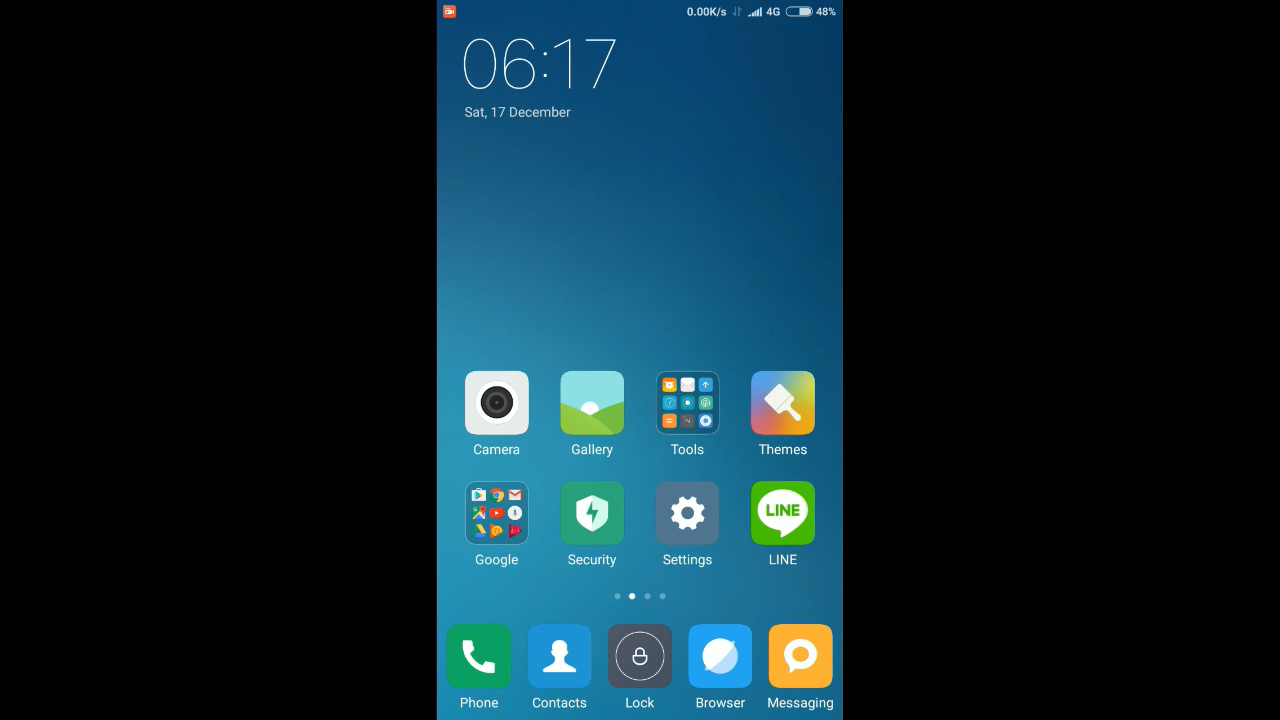 0.00K/s 4G 48%
06:17
Sat, 17 December
Camera Gallery Tools Themes
LINE
Google Security Settings LINE
Phone Contacts Lock Browser Messaging